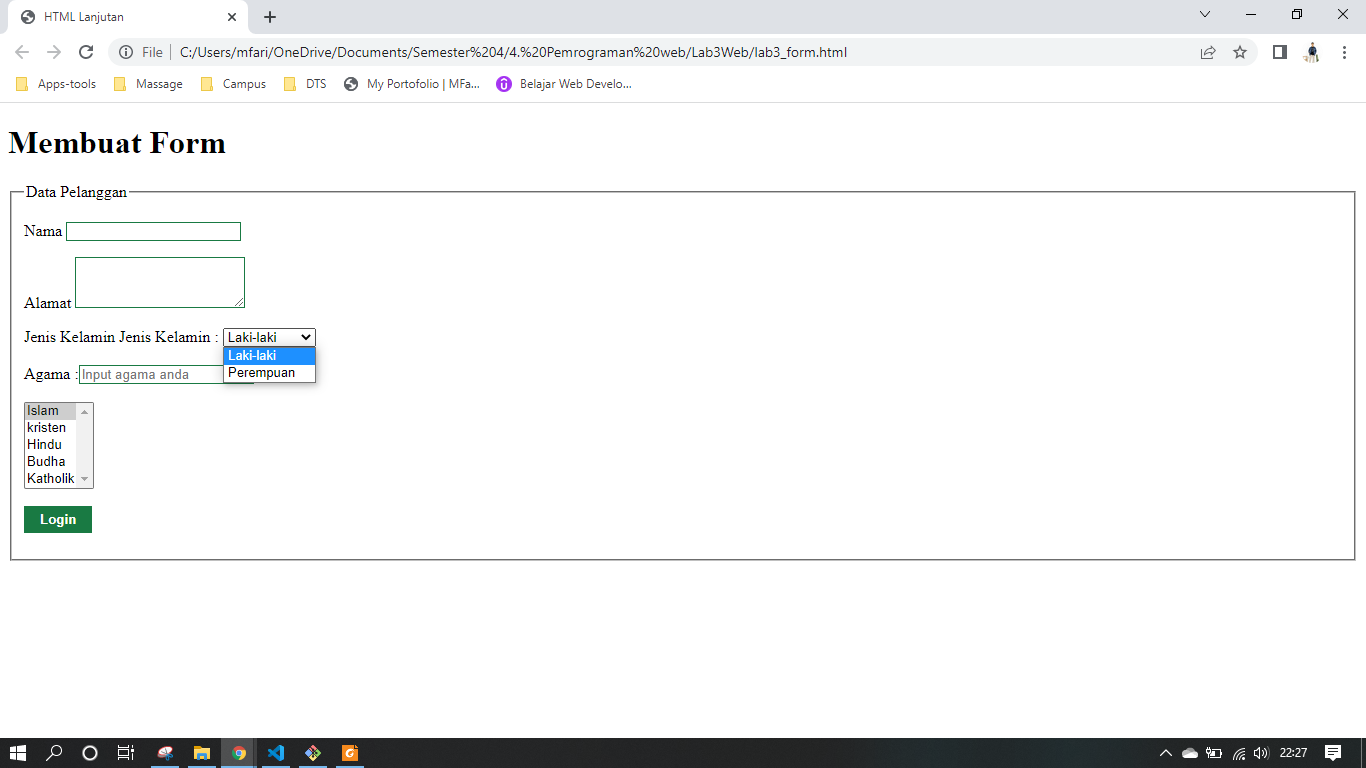 HTML Lanjutan
File C:/Users/mfari/OneDrive/Documents/Semester%204/4.%20Pemrograman%20web/Lab3Web/lab3_form.html
Apps-tools Massage Campus DTS My Portofolio | MFa... Belajar Web Develo...
Membuat Form
Data Pelanggan
Nama
Alamat
Jenis Kelamin Jenis Kelamin : Laki-laki
Laki-laki
Perempuan
Agama :Input agama anda
Islam
kristen
Hindu
Budha
Katholik
Login
22:27